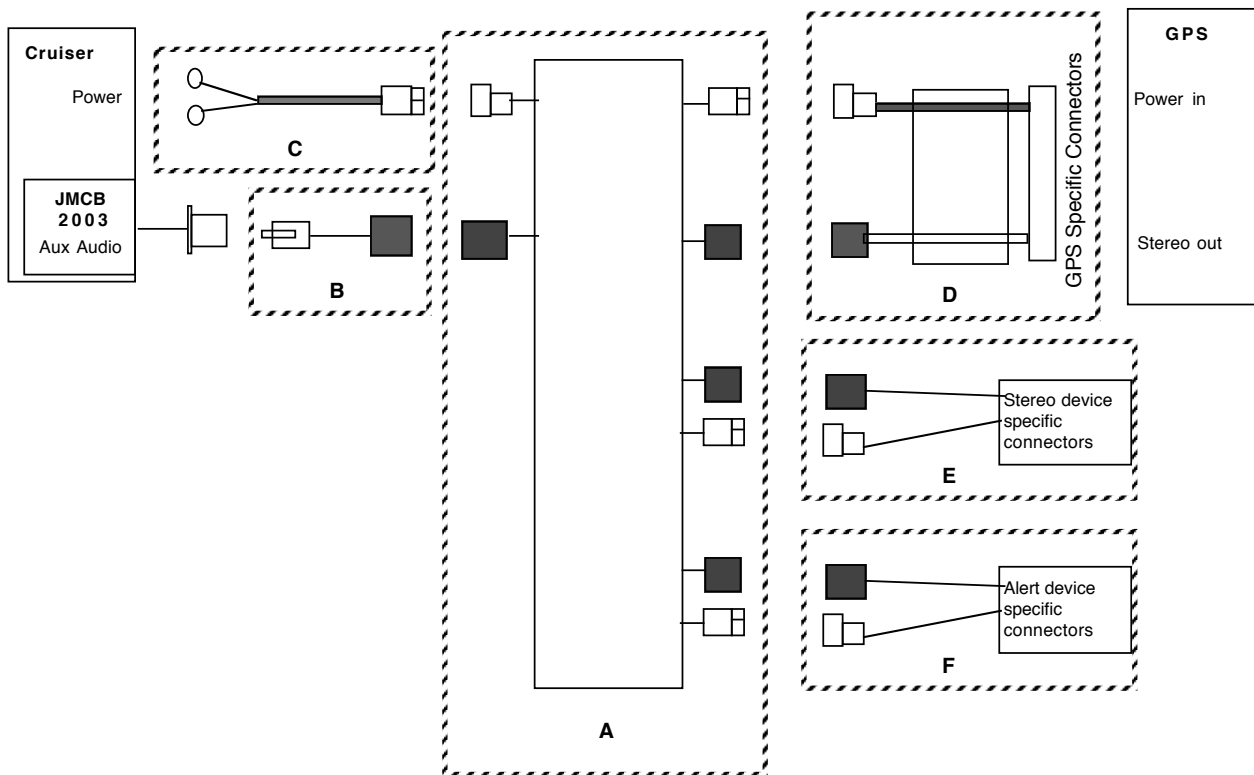 Cruiser
Power
JMCB
2003
Aux Audio
C
B
A
GPS Specific Connectors
D
GPS
Power in
Stereo out
Stereo device
specific
connectors
E
Alert device
specific
connectors
F